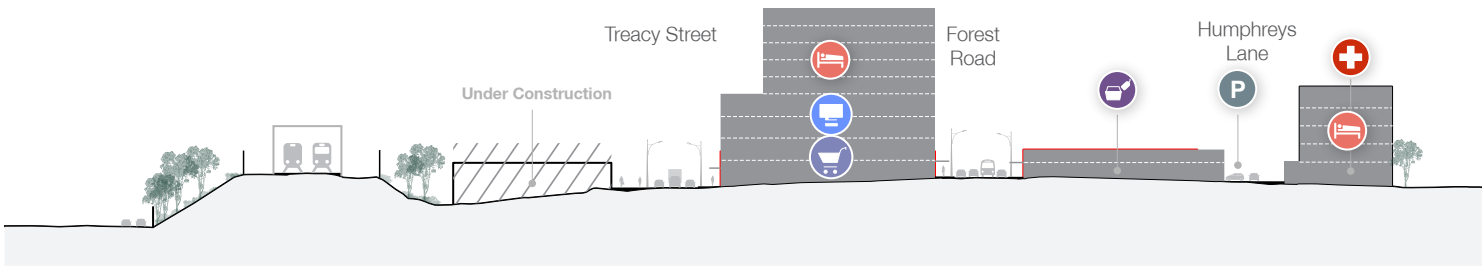 Treacy Street
Forest
Road
Humphreys
Lane
Under Construction
P